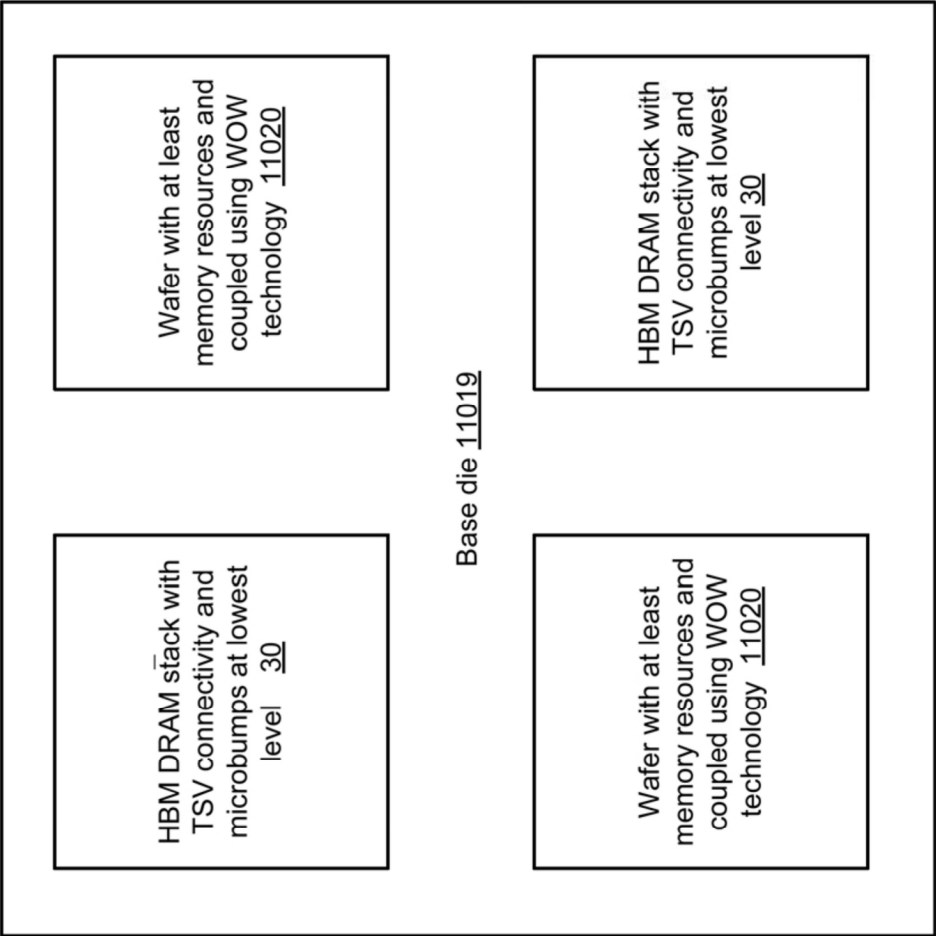 HBM DRAM stack with
TSV connectivity and
microbumps at lowest
level 30
Wafer with at least
memory resources and
coupled using WOW
technology 11020
Base die 11019
Wafer with at least
memory resources and
coupled using WOW
technology 11020
HBM DRAM stack with
TSV connectivity and
microbumps at lowest
level 30